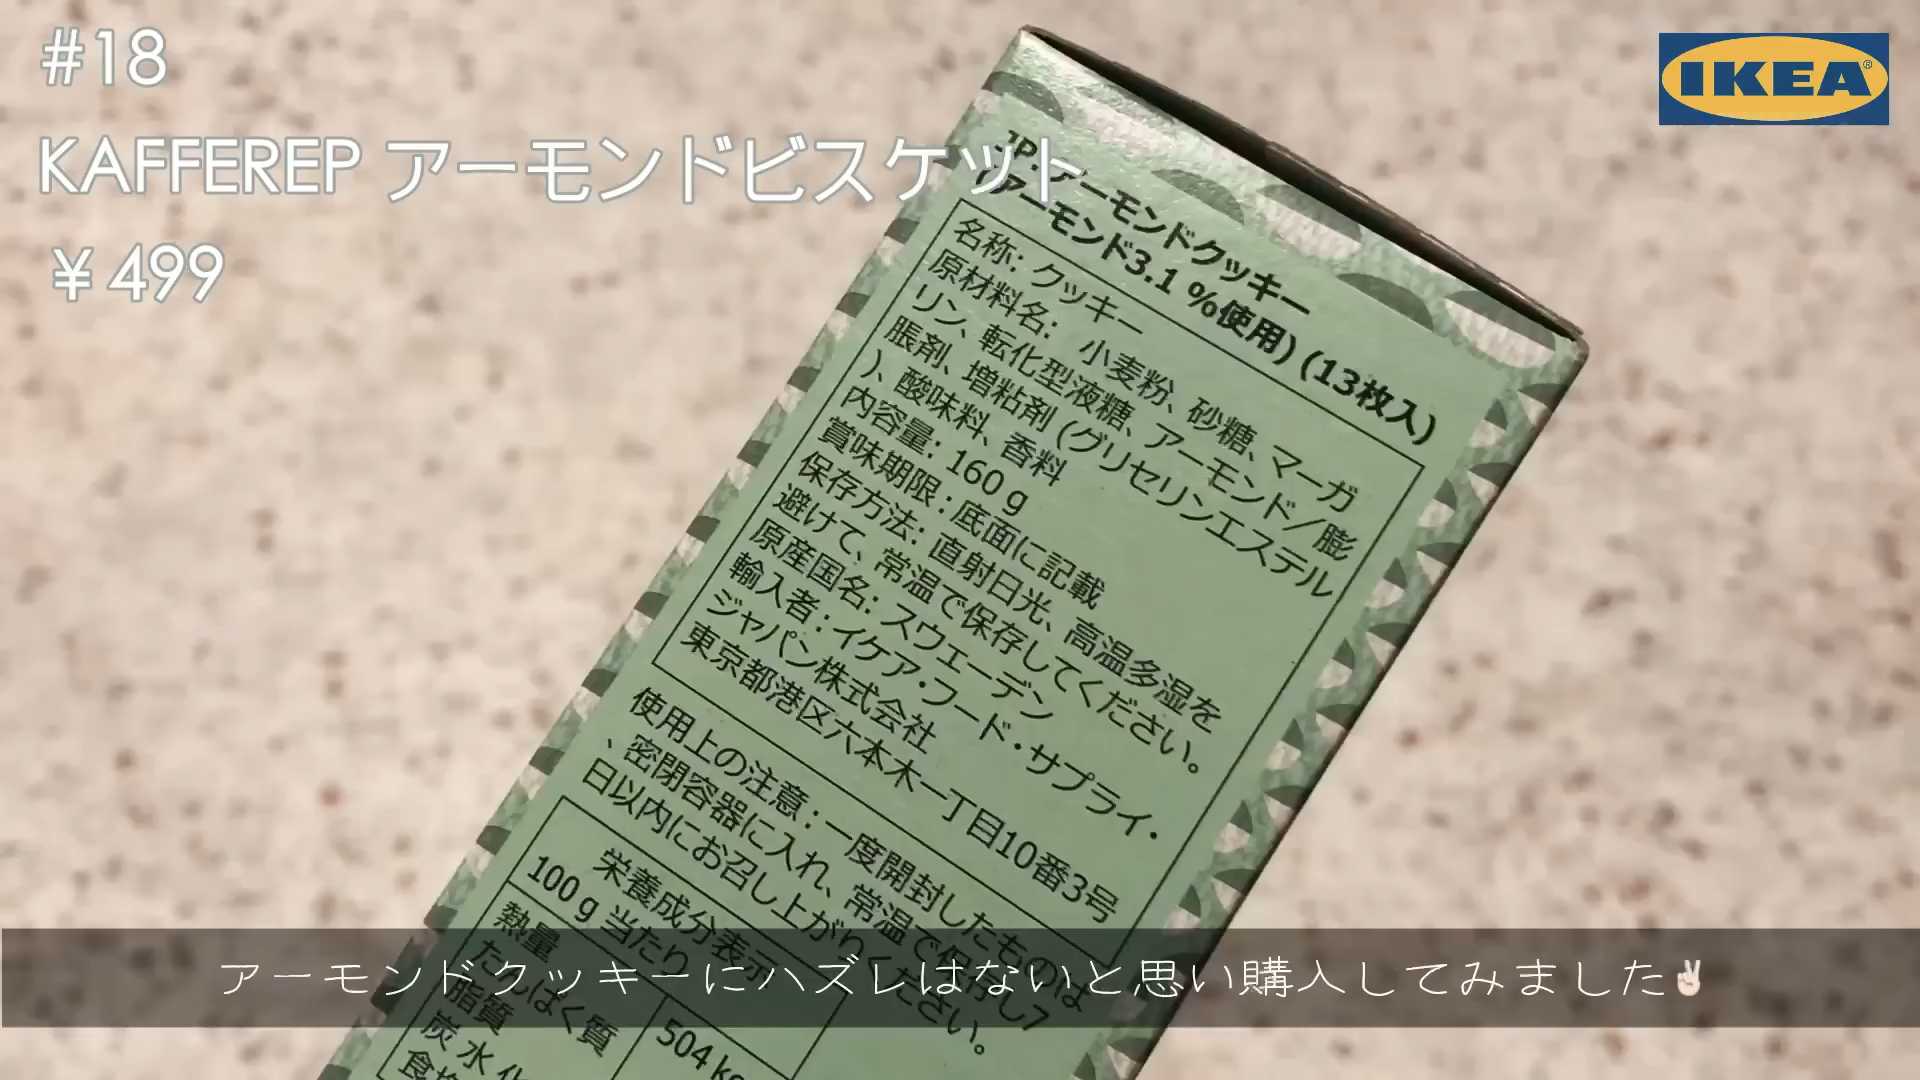 #18
IKEA®
KAFFEREP アーモンドビスケット
¥499
JP: アーモンドクッキー
(アーモンド3.1 %使用) (13枚入)
名称: クッキー
原材料名: 小麦粉、砂糖、マーガ
リン、転化型液糖、アーモンド／膨
脹剤、増粘剤 (グリセリンエステル
)、酸味料、香料
内容量: 160 g
賞味期限 : 底面に記載
保存方法: 直射日光、高温多湿を
避けて、常温で保存してください。
原産国名: スウェーデン
輸入者: イケア・フード・サプライ・
ジャパン株式会社
東京都港区六本木一丁目10番3号
使用上の注意 : 一度開封したものは
、密閉容器に入れ、常温で保存し7
日以内にお召し上がりください。
栄養成分表示
100 g 当たり
熱量 504 kc
たんぱく質
脂質
炭水化
食塩
アーモンドクッキーにハズレはないと思い購入してみました✌🏻